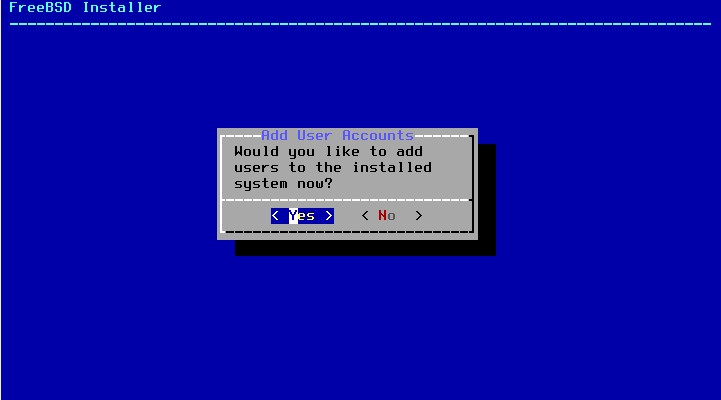 FreeBSD Installer
Add User Accounts
Would you like to add
users to the installed
system now?
< Yes > < No >